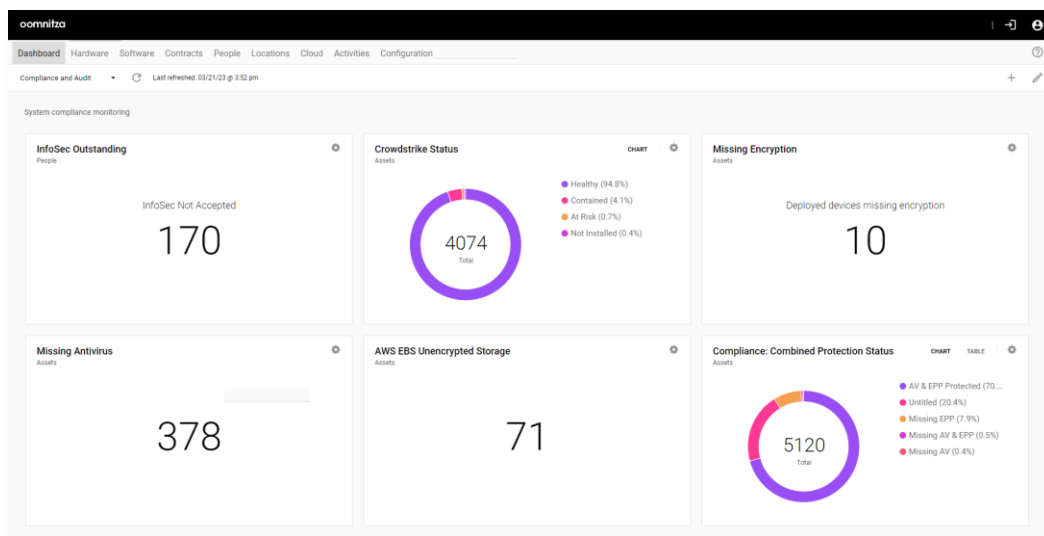 oomnitza
Dashboard Hardware Software Contracts People Locations Cloud Activities Configuration
Compliance and Audit Last refreshed: 03/21/23 @ 3:52 pm
System compliance monitoring
InfoSec Outstanding
People
InfoSec Not Accepted
170
Crowdstrike Status CHART
Assets
4074
Total
Healthy (94.8%)
Contained (4.1%)
At Risk (0.7%)
Not Installed (0.4%)
Missing Encryption
Assets
Deployed devices missing encryption
10
Missing Antivirus
Assets
378
AWS EBS Unencrypted Storage
Assets
71
Compliance: Combined Protection Status CHART TABLE
Assets
5120
Total
AV & EPP Protected (70...
Untitled (20.4%)
Missing EPP (7.9%)
Missing AV & EPP (0.5%)
Missing AV (0.4%)